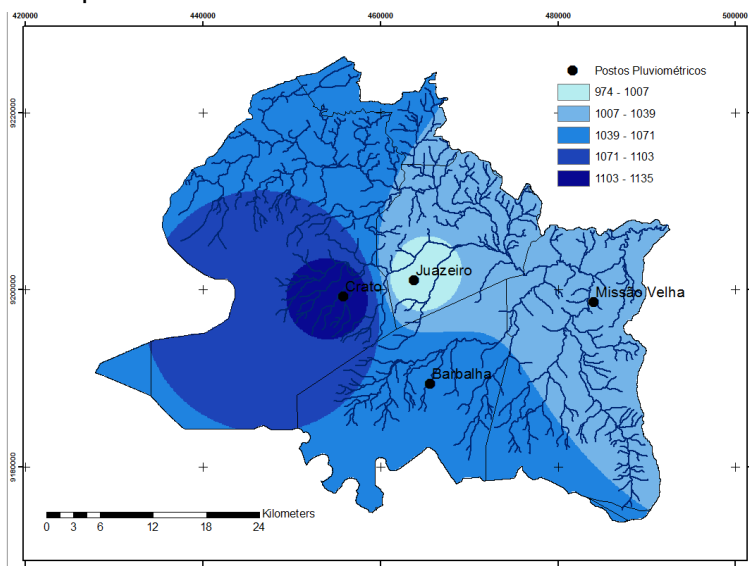 420000 440000 460000 480000 500000
Postos Pluviométricos
974 - 1007
1007 - 1039
1039 - 1071
1071 - 1103
1103 - 1135
9220000
9200000
9180000
Juazeiro
Crato
Missão Velha
Barbalha
Kilometers
0 3 6 12 18 24